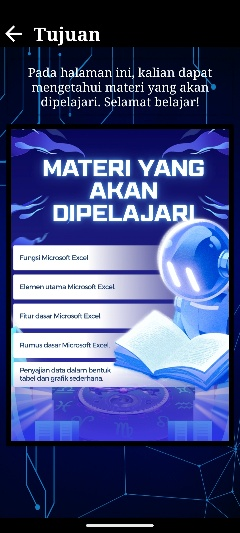 Tujuan
Pada halaman ini, kalian dapat
mengetahui materi yang akan
dipelajari. Selamat belajar!
MATERI YANG
AKAN
DIPELAJARI
Fungsi Microsoft Excel
Elemen utama Microsoft Excel.
Fitur dasar Microsoft Excel
Rumus dasar Microsoft Excel.
Penyajian data dalam bentuk
tabel dan grafik sederhana.